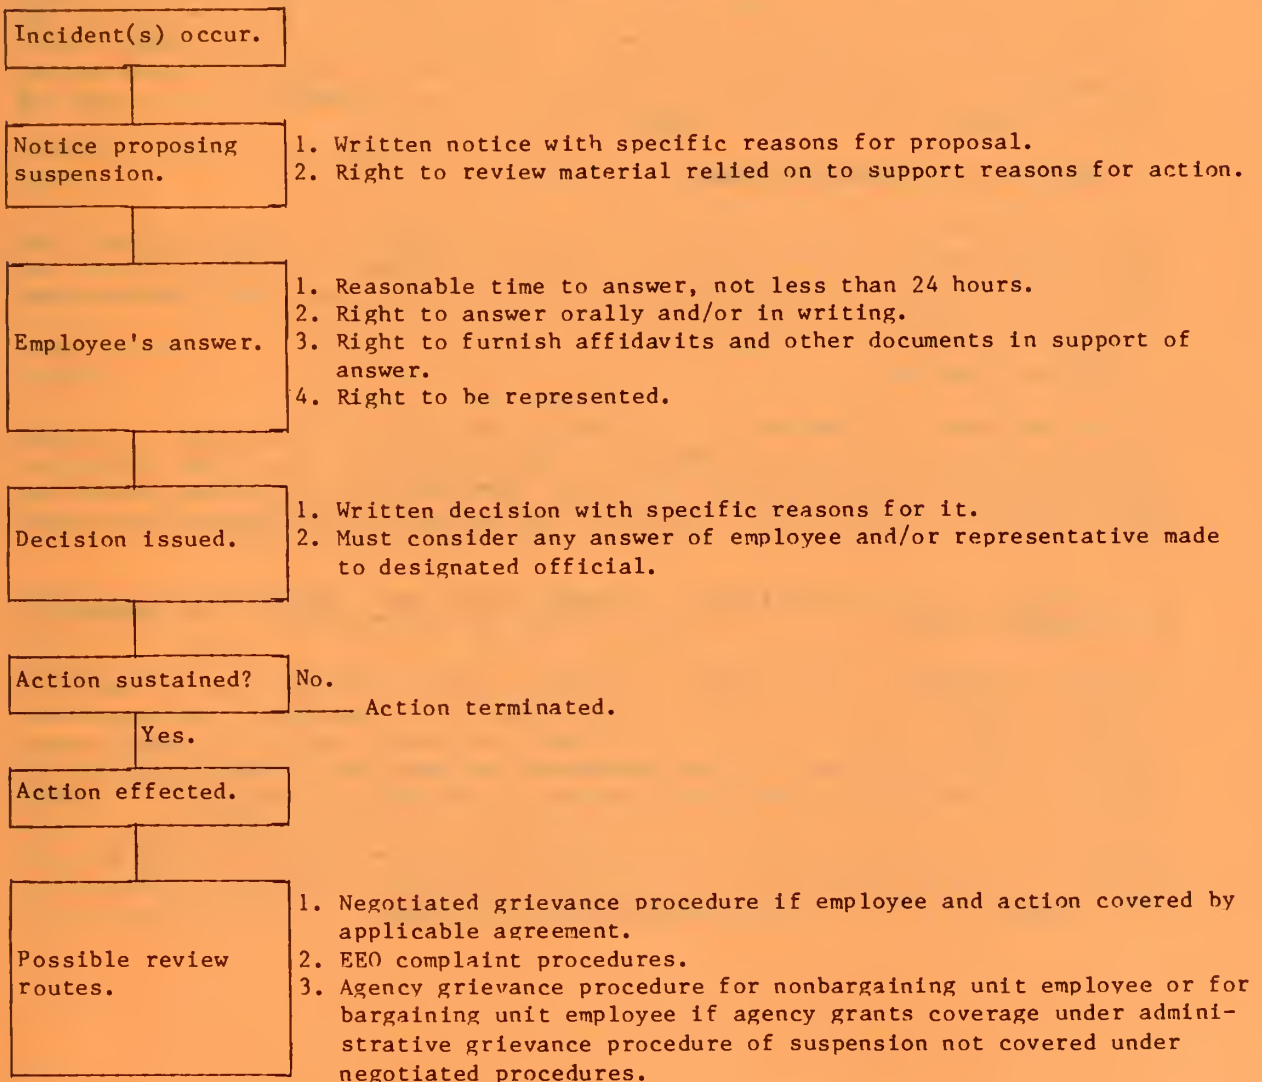 Incident(s) occur.
Notice proposing
suspension.
1. Written notice with specific reasons for proposal.
2. Right to review material relied on to support reasons for action.
Employee's answer.
1. Reasonable time to answer, not less than 24 hours.
2. Right to answer orally and/or in writing.
3. Right to furnish affidavits and other documents in support of
answer.
4. Right to be represented.
Decision issued.
1. Written decision with specific reasons for it.
2. Must consider any answer of employee and/or representative made
to designated official.
Action sustained?
No.
Action terminated.
Yes.
Action effected.
Possible review
routes.
1. Negotiated grievance procedure if employee and action covered by
applicable agreement.
2. EEO complaint procedures.
3. Agency grievance procedure for nonbargaining unit employee or for
bargaining unit employee if agency grants coverage under admini-
strative grievance procedure of suspension not covered under
negotiated procedures.